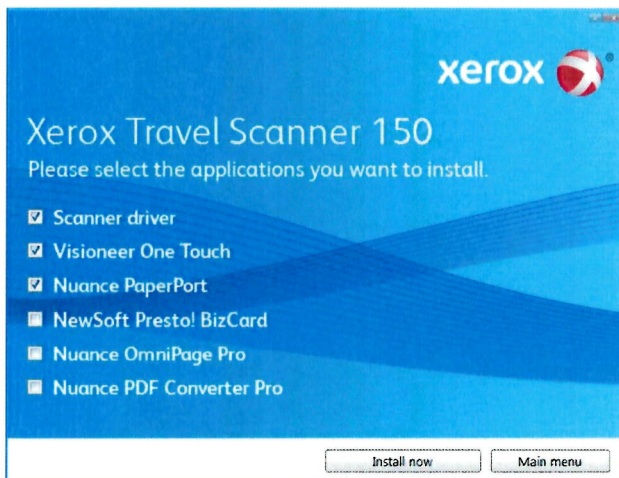 xerox
Xerox Travel Scanner 150
Please select the applications you want to install.
Scanner driver
Visioneer One Touch
Nuance PaperPort
NewSoft Presto! BizCard
Nuance OmniPage Pro
Nuance PDF Converter Pro
Install now
Main menu